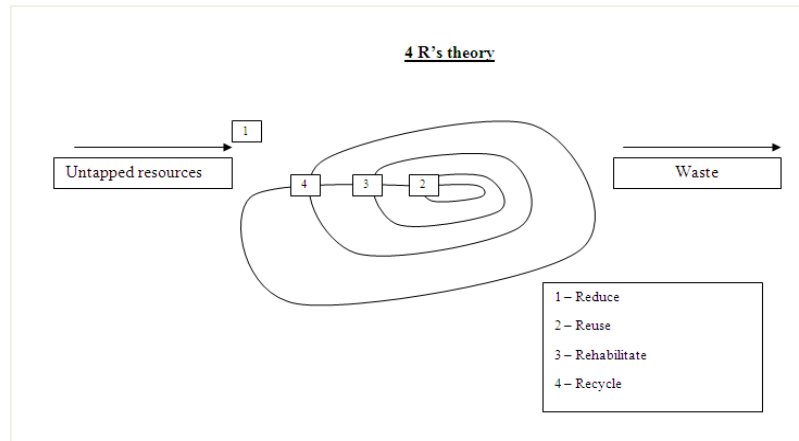 4 R's theory
1
Untapped resources
Waste
4
3
2
1 – Reduce
2 – Reuse
3 – Rehabilitate
4 – Recycle